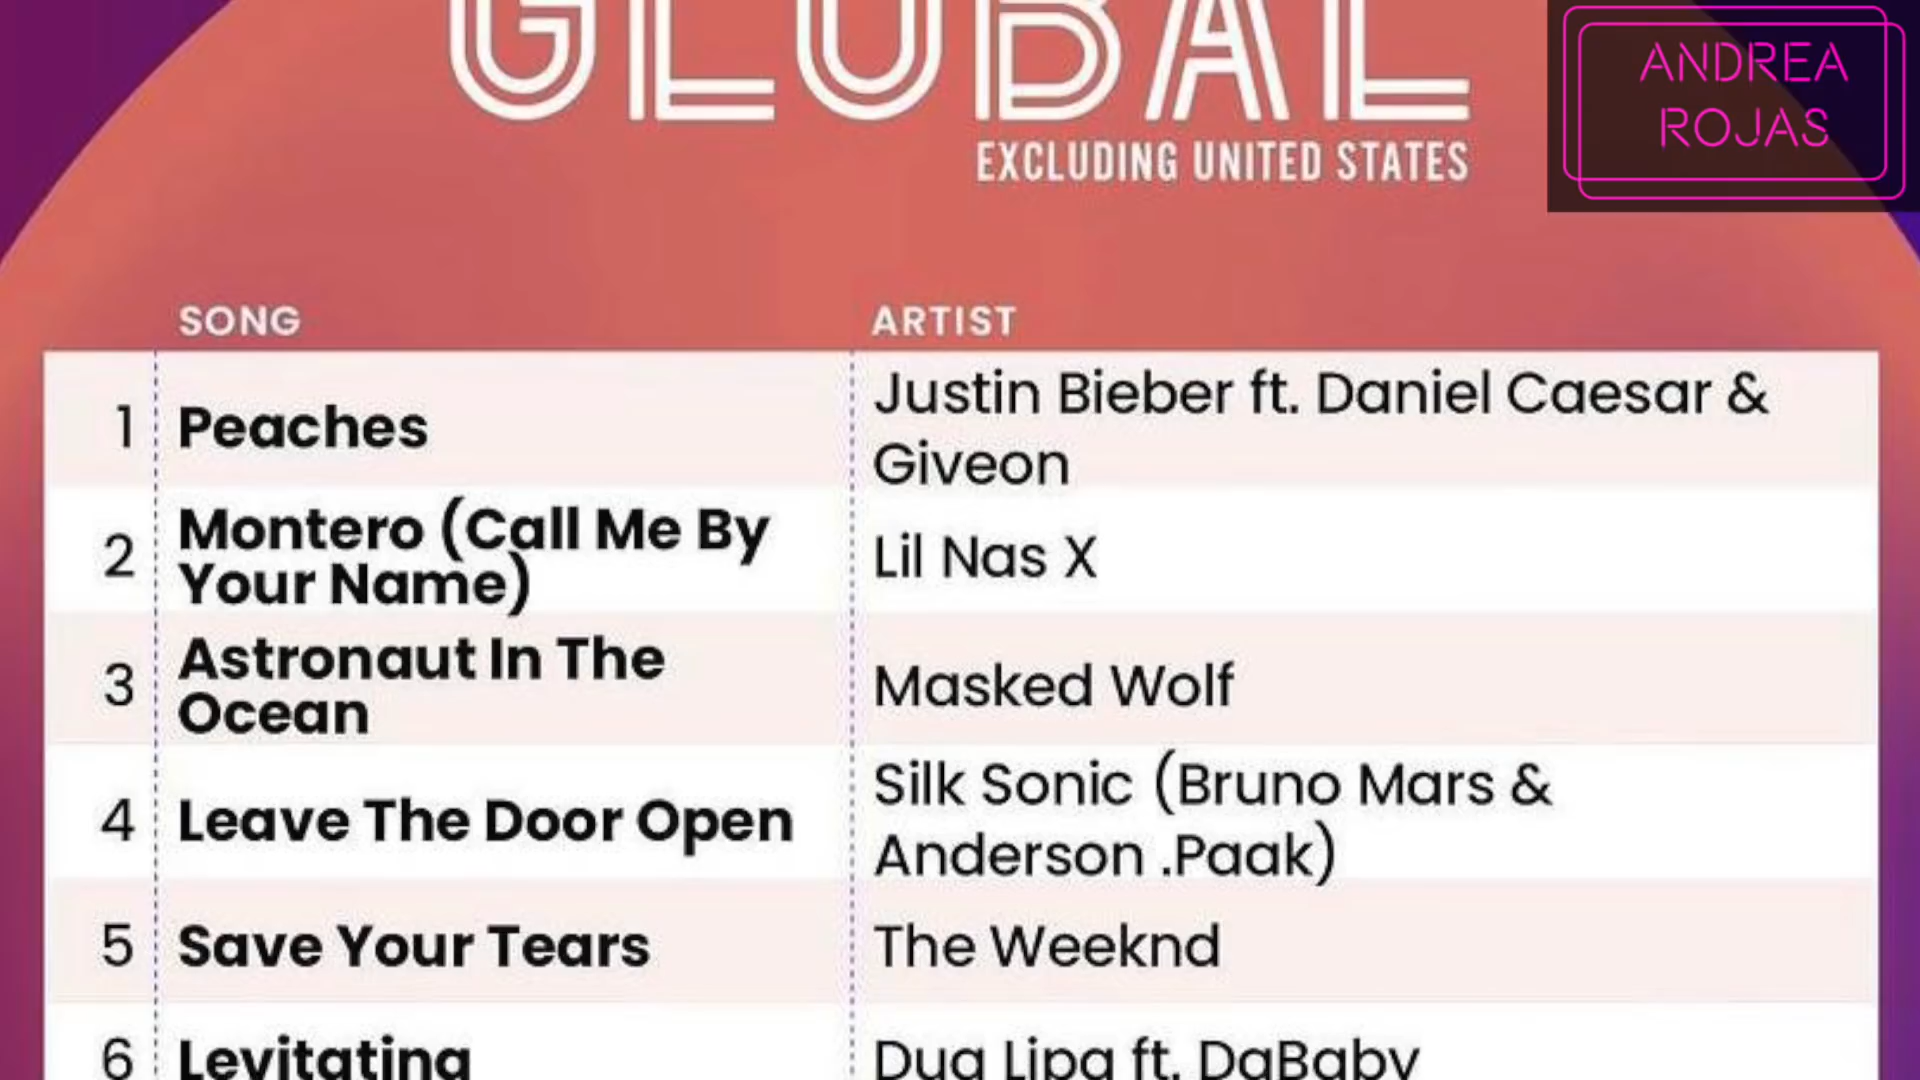 GLOBAL
ANDREA
ROJAS
EXCLUDING UNITED STATES
SONG ARTIST
1 Peaches Justin Bieber ft. Daniel Caesar &
Giveon
2 Montero (Call Me By
Your Name) Lil Nas X
3 Astronaut In The
Ocean Masked Wolf
4 Leave The Door Open Silk Sonic (Bruno Mars &
Anderson .Paak)
5 Save Your Tears The Weeknd
6 Levitating Dua Lipa ft. DaBaby